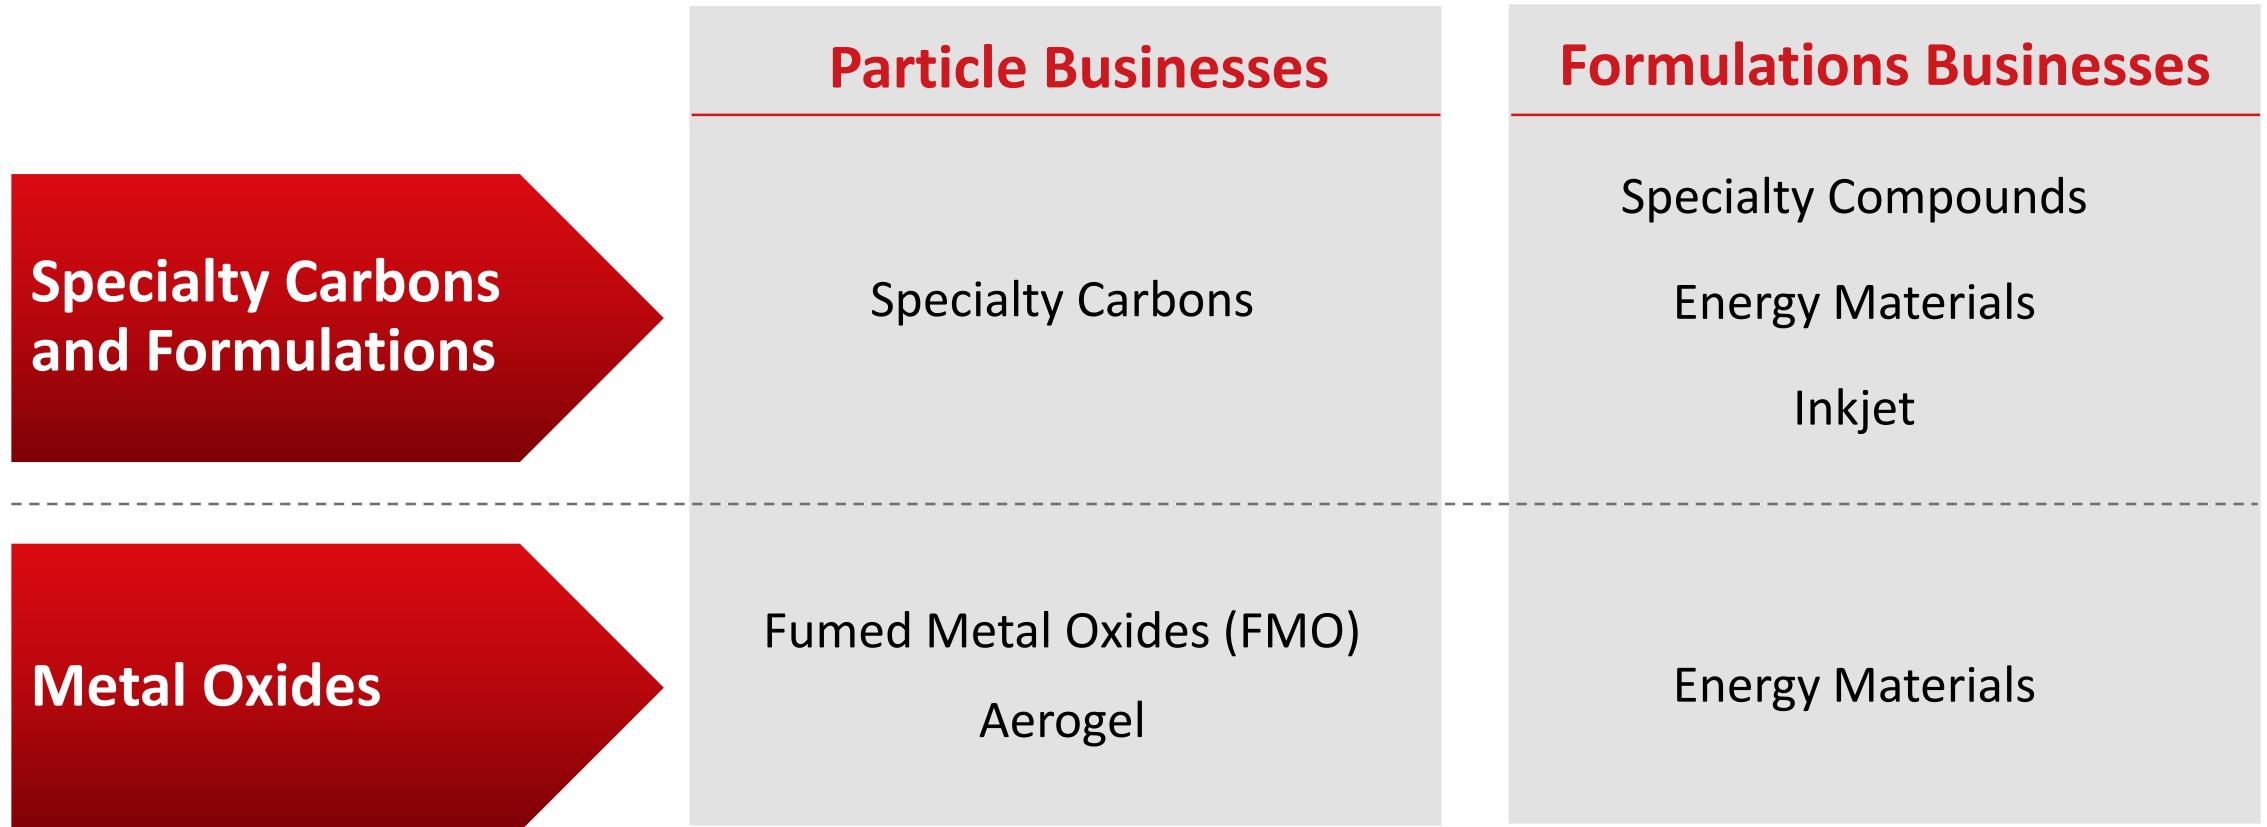 Particle Businesses
Formulations Businesses
Specialty Carbons
and Formulations
Specialty Carbons
Specialty Compounds
Energy Materials
Inkjet
Metal Oxides
Fumed Metal Oxides (FMO)
Aerogel
Energy Materials